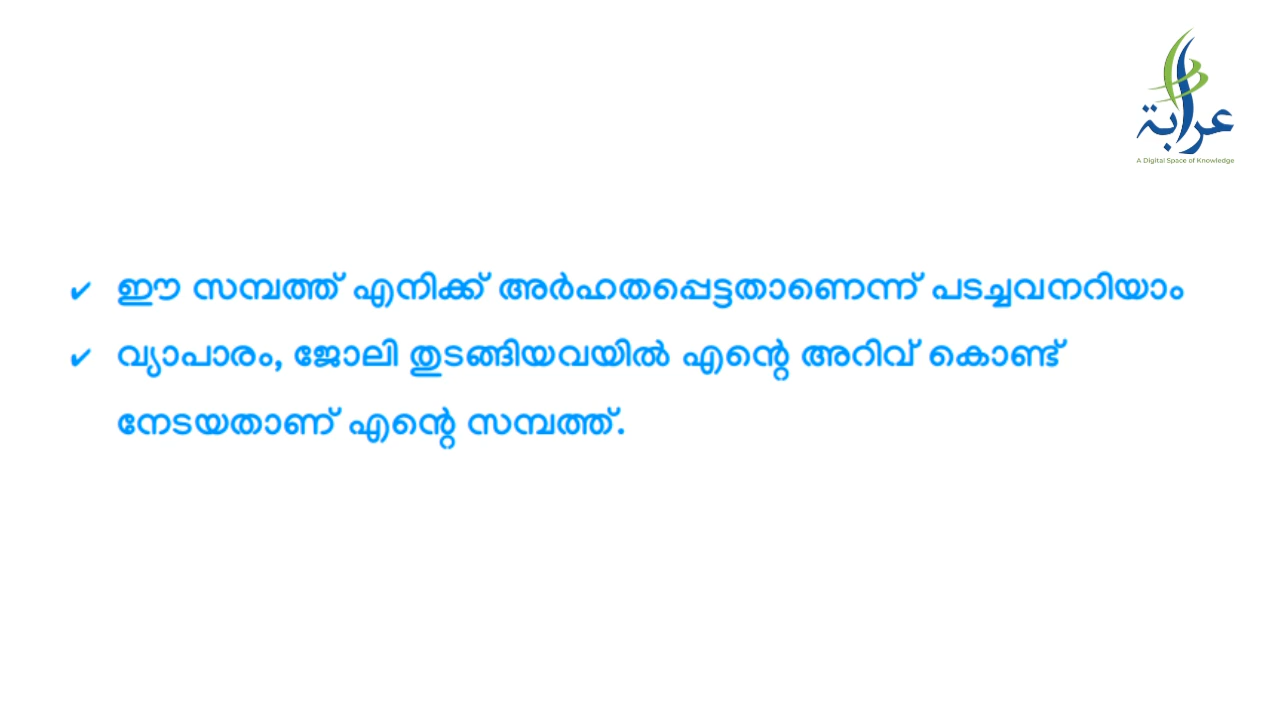 عرابة
A Digital Space of Knowledge
✔ ഈ സമ്പത്ത് എനിക്ക് അർഹതപ്പെട്ടതാണെന്ന് പടച്ചവനറിയാം
✔ വ്യാപാരം, ജോലി തുടങ്ങിയവയിൽ എന്റെ അറിവ് കൊണ്ട്
നേടയതാണ് എന്റെ സമ്പത്ത്.